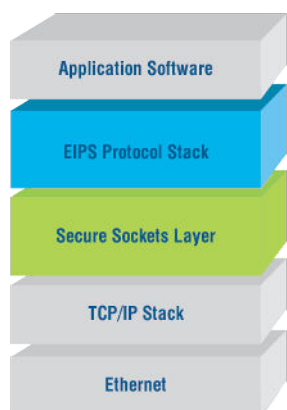 Application Software
EIPS Protocol Stack
Secure Sockets Layer
TCP/IP Stack
Ethernet